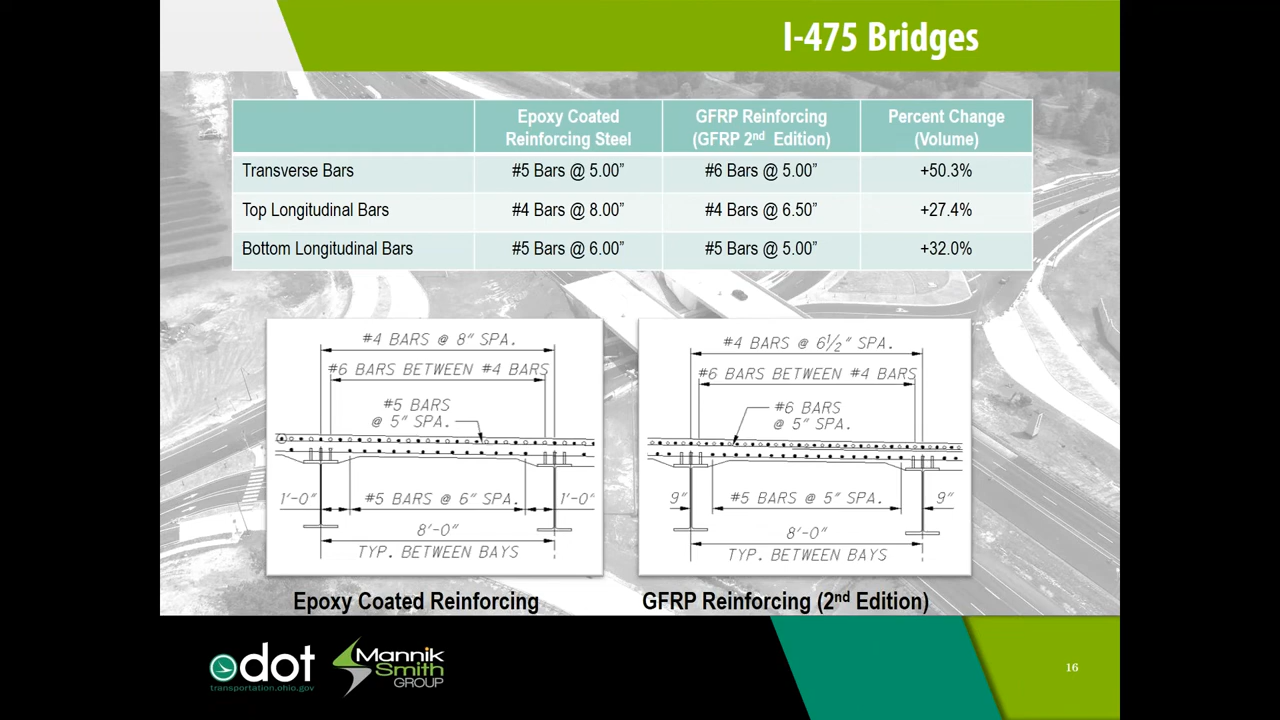 I-475 Bridges
Epoxy Coated Reinforcing Steel
GFRP Reinforcing (GFRP 2nd Edition)
Percent Change (Volume)
Transverse Bars
#5 Bars @ 5.00”
#6 Bars @ 5.00”
+50.3%
Top Longitudinal Bars
#4 Bars @ 8.00”
#4 Bars @ 6.50”
+27.4%
Bottom Longitudinal Bars
#5 Bars @ 6.00”
#5 Bars @ 5.00”
+32.0%
#4 BARS @ 8" SPA.
#6 BARS BETWEEN #4 BARS
#5 BARS
@ 5" SPA.
1'-0"
#5 BARS @ 6" SPA.
1'-0"
8'-0"
TYP. BETWEEN BAYS
#4 BARS @ 6½" SPA.
#6 BARS BETWEEN #4 BARS
#6 BARS
@ 5" SPA.
9"
#5 BARS @ 5" SPA.
9"
8'-0"
TYP. BETWEEN BAYS
Epoxy Coated Reinforcing
GFRP Reinforcing (2nd Edition)
odot
transportation.ohio.gov
Mannik
Smith
GROUP
16